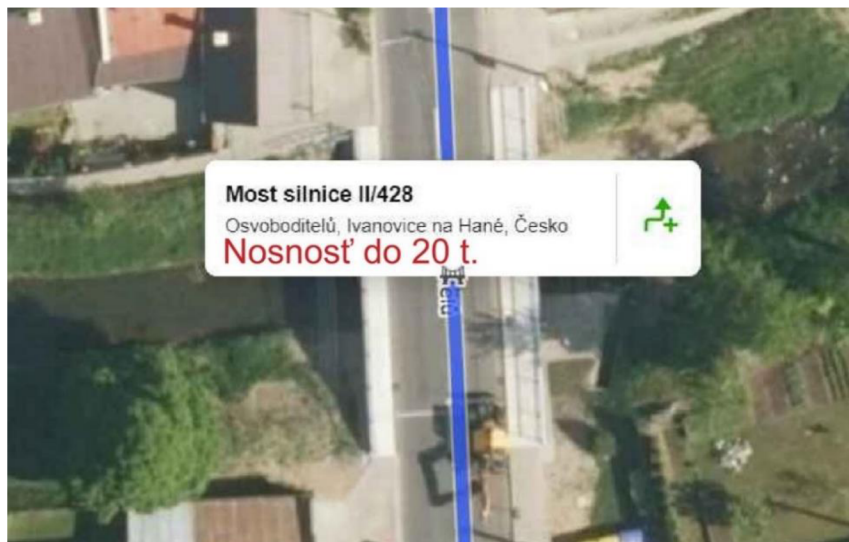 Most silnice II/428
Osvoboditelů, Ivanovice na Hané, Česko
Nosnosť do 20 t.